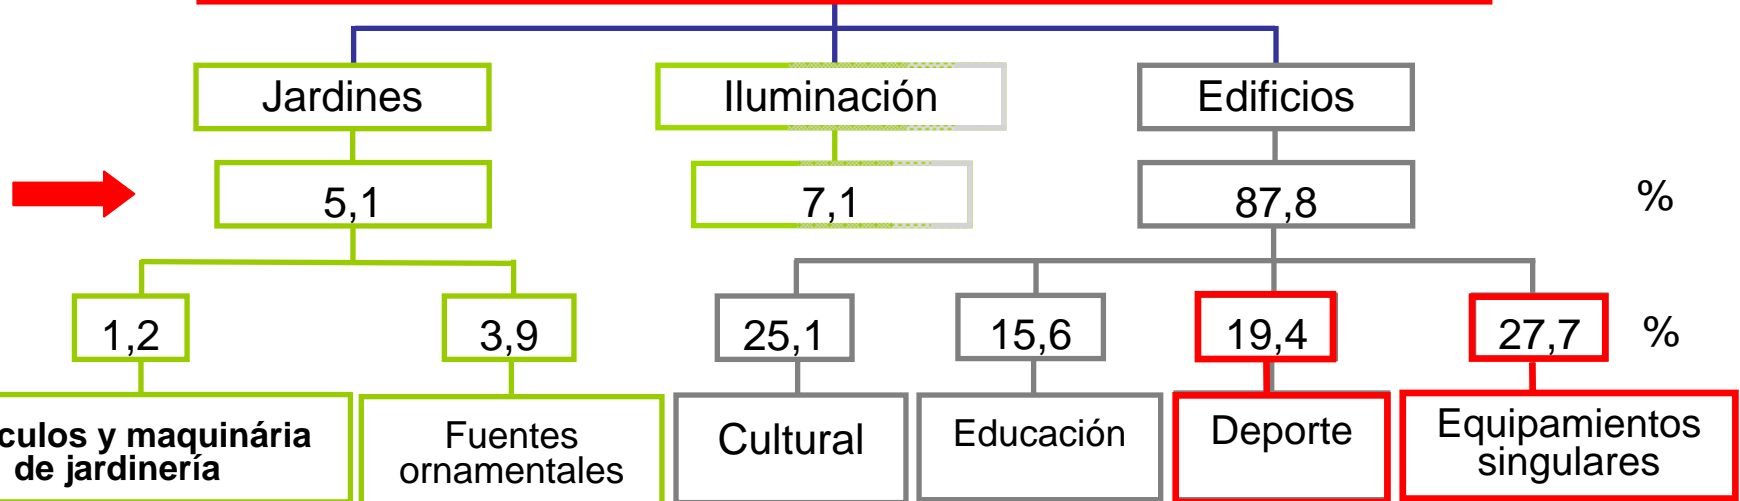 Jardines
Iluminación
Edificios
5,1
7,1
87,8
%
1,2
3,9
25,1
15,6
19,4
27,7
%
culos y maquinária
de jardinería
Fuentes
ornamentales
Cultural
Educación
Deporte
Equipamientos
singulares